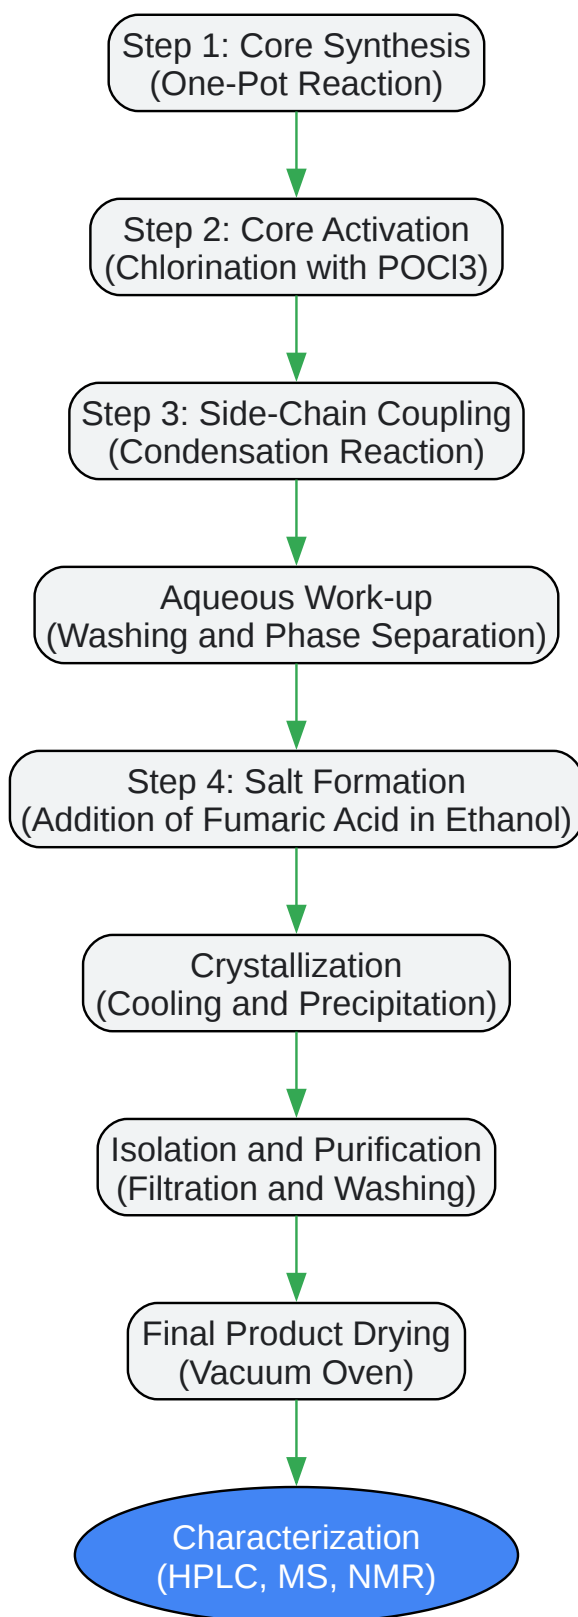 Step 1: Core Synthesis
(One-Pot Reaction)
Step 2: Core Activation
(Chlorination with POCl3)
Step 3: Side-Chain Coupling
(Condensation Reaction)
Aqueous Work-up
(Washing and Phase Separation)
Step 4: Salt Formation
(Addition of Fumaric Acid in Ethanol)
Crystallization
(Cooling and Precipitation)
Isolation and Purification
(Filtration and Washing)
Final Product Drying
(Vacuum Oven)
Characterization
(HPLC, MS, NMR)